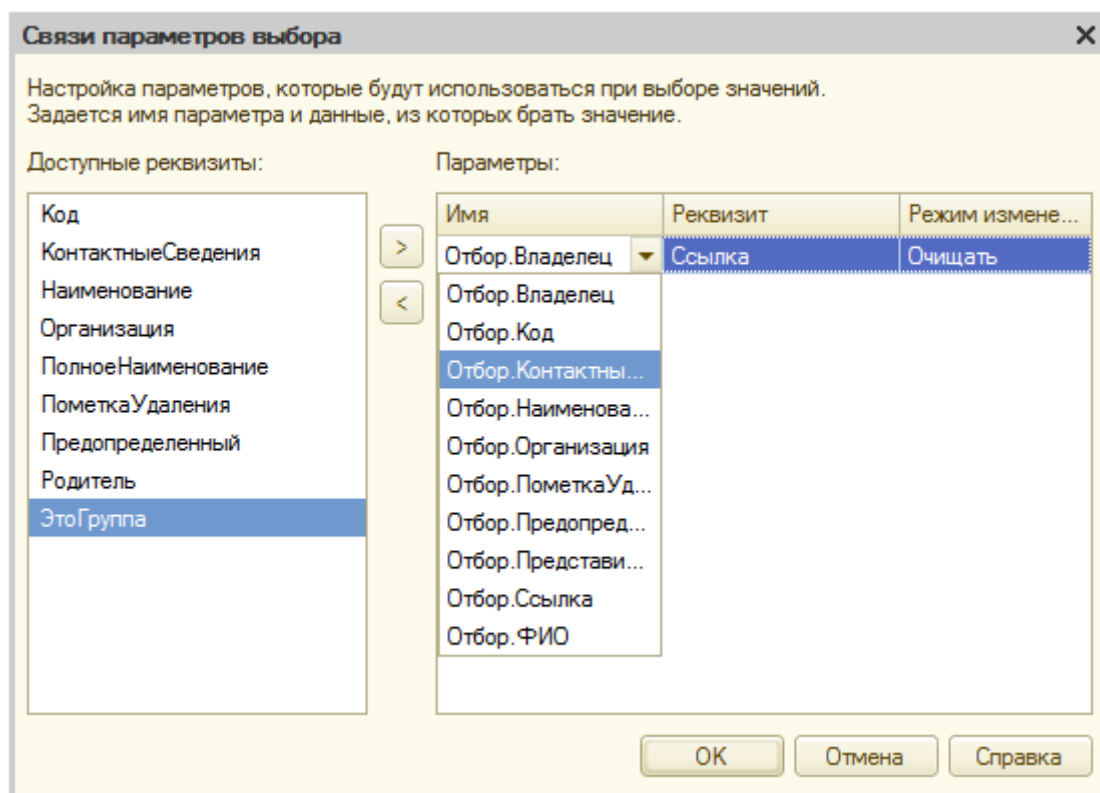 Связи параметров выбора
Настройка параметров, которые будут использоваться при выборе значений.
Задается имя параметра и данные, из которых брать значение.
Доступные реквизиты:
Код
КонтактныеСведения
Наименование
Организация
ПолноеНаименование
ПометкаУдаления
Предопределенный
Родитель
ЭтоГруппа
>
<
Параметры:
Имя Реквизит Режим измене...
Отбор.Владелец Ссылка Очищать
Отбор.Владелец
Отбор.Код
Отбор.Контактны...
Отбор.Наименова...
Отбор.Организация
Отбор.ПометкаУд...
Отбор.Предопред...
Отбор.Представи...
Отбор.Ссылка
Отбор.ФИО
OK Отмена Справка